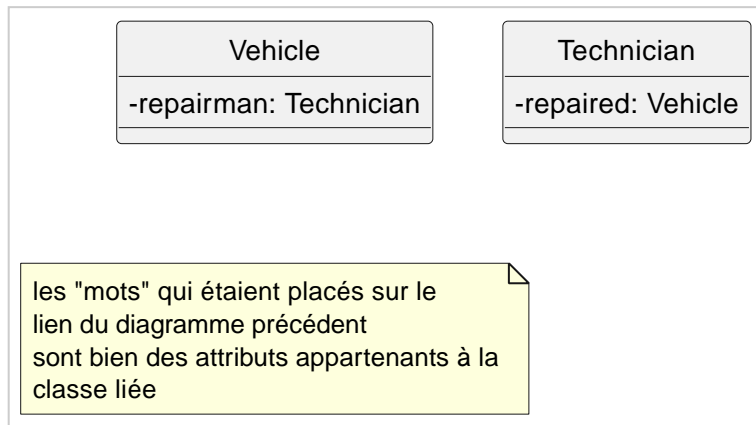 Vehicle
-repairman: Technician
Technician
-repaired: Vehicle
les "mots" qui étaient placés sur le
lien du diagramme précédent
sont bien des attributs appartenants à la
classe liée